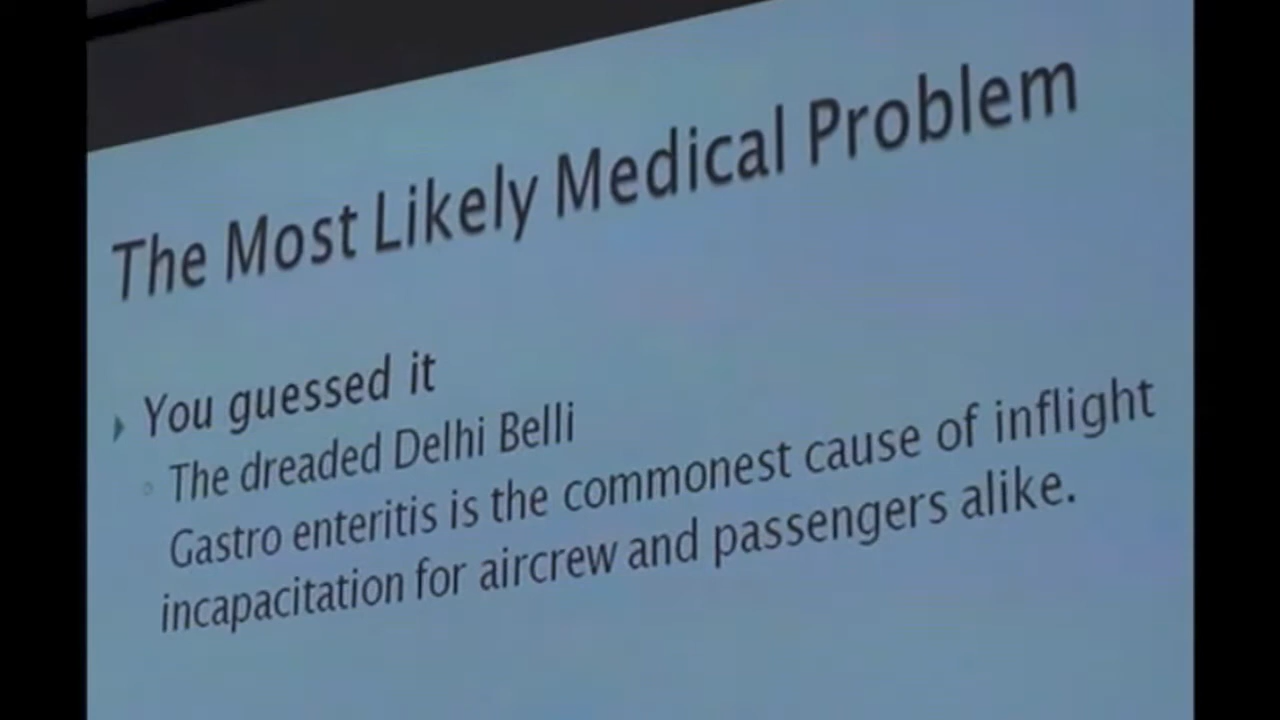 The Most Likely Medical Problem
You guessed it
The dreaded Delhi Belli
Gastro enteritis is the commonest cause of inflight
incapacitation for aircrew and passengers alike.